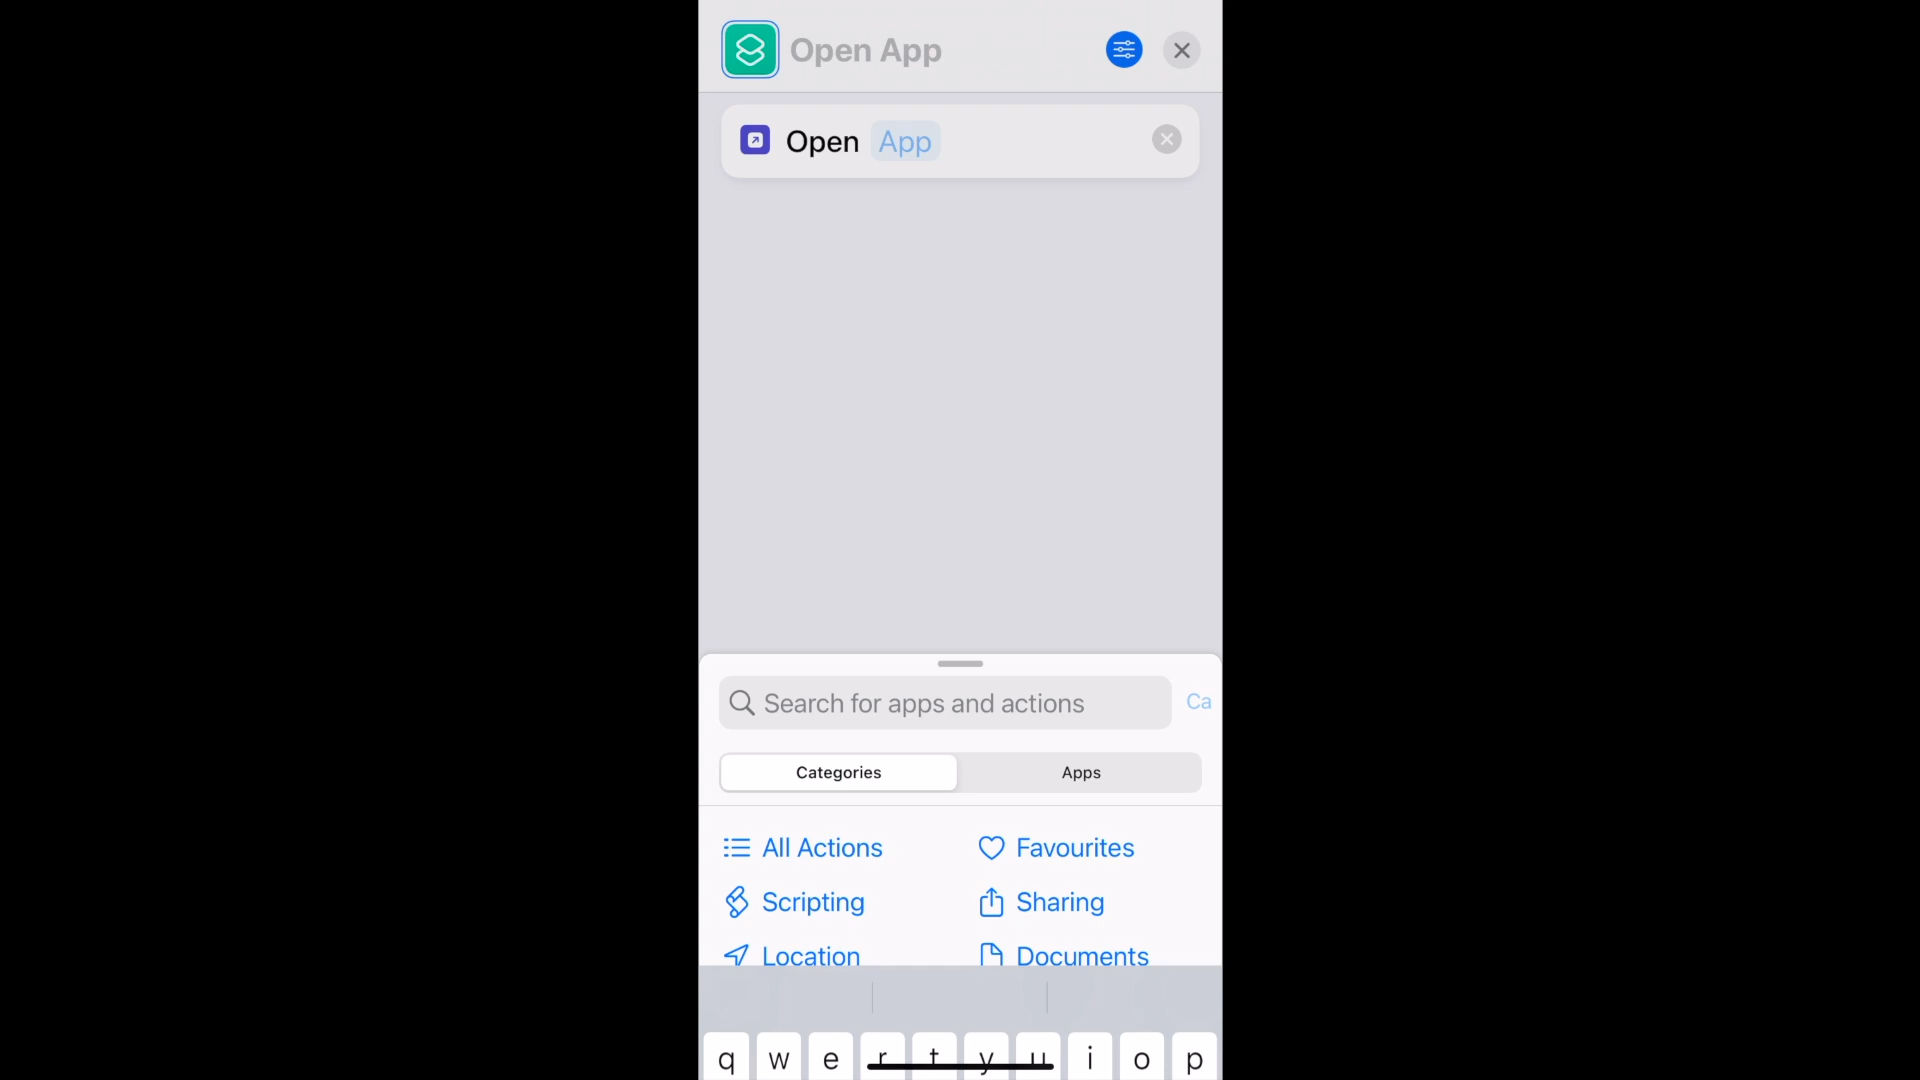 Open App
Open App
Search for apps and actions Ca
Categories Apps
All Actions Favourites
Scripting Sharing
Location Documents
q w e r t y u i o p